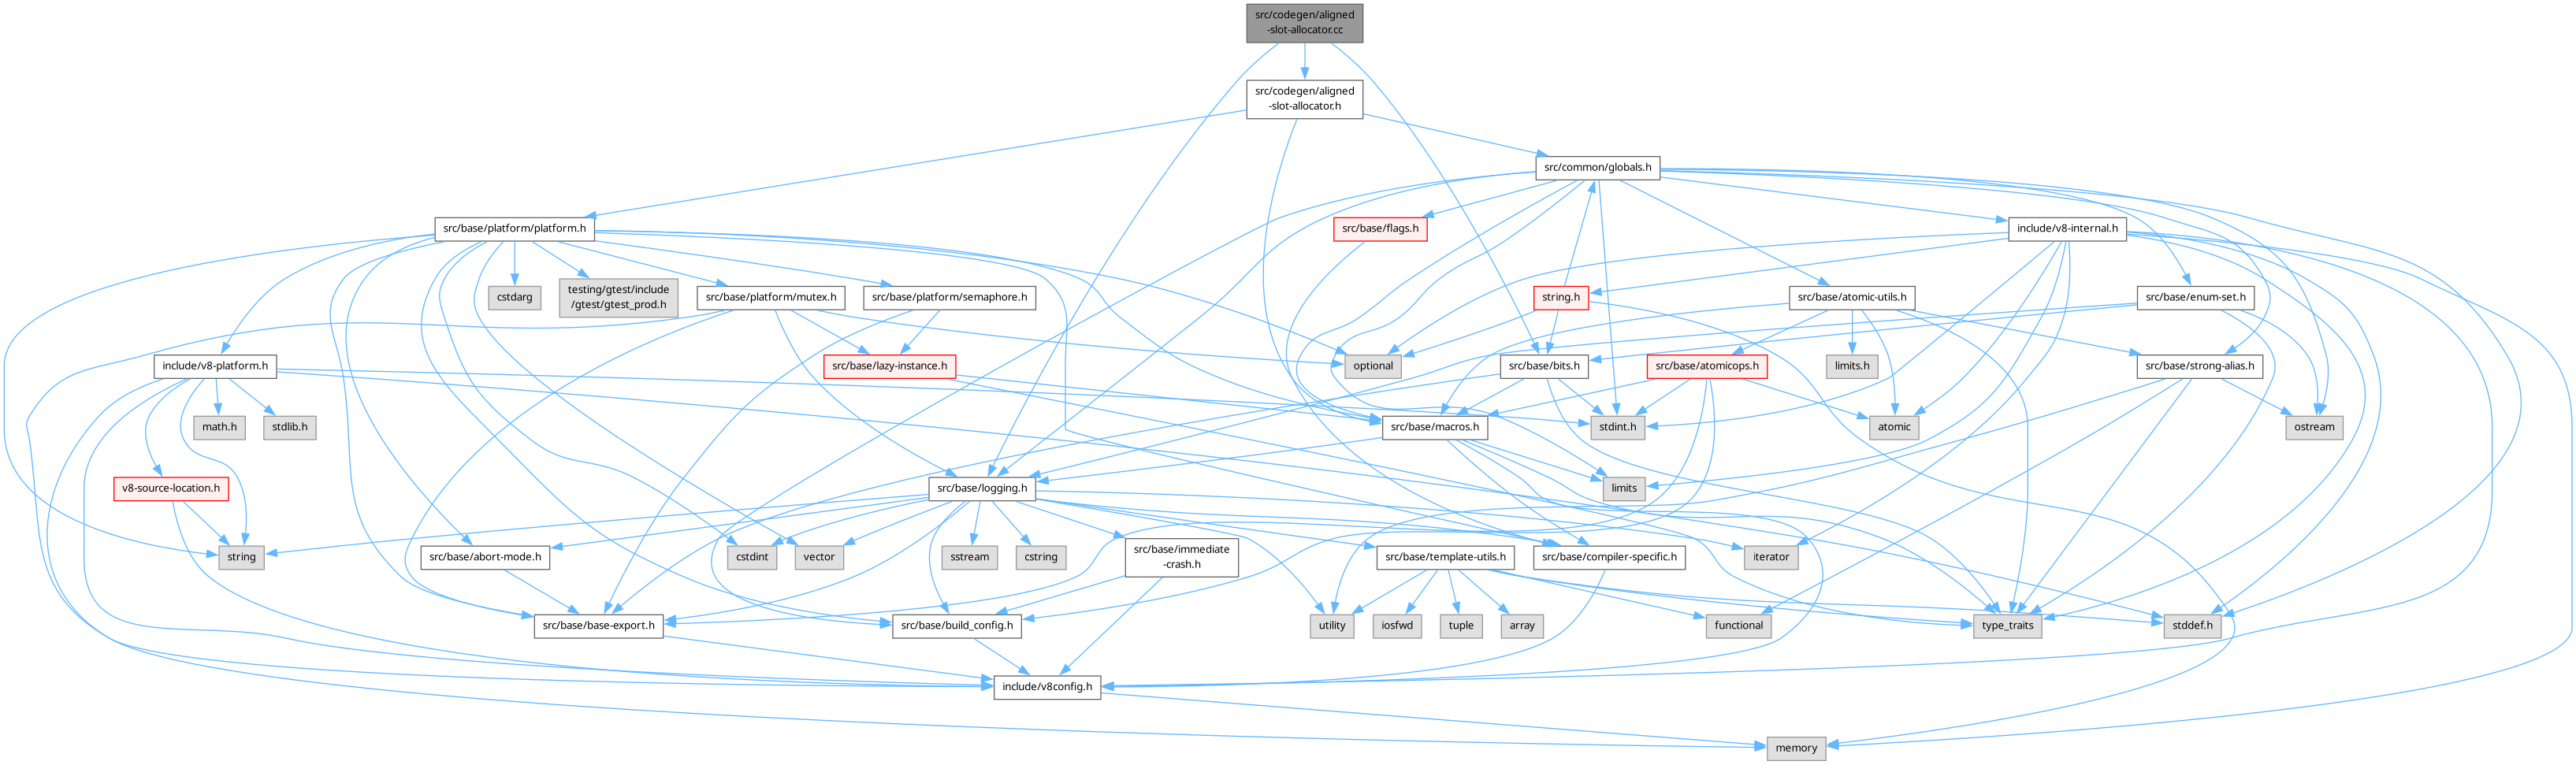 src/codegen/aligned
-slot-allocator.cc
src/codegen/aligned
-slot-allocator.h
src/common/globals.h
src/base/platform/platform.h
src/base/flags.h
include/v8-internal.h
cstdarg
testing/gtest/include
/gtest/gtest_prod.h
src/base/platform/mutex.h
src/base/platform/semaphore.h
string.h
src/base/atomic-utils.h
src/base/enum-set.h
include/v8-platform.h
src/base/lazy-instance.h
optional
src/base/bits.h
src/base/atomicops.h
limits.h
src/base/strong-alias.h
math.h
stdlib.h
src/base/macros.h
stdint.h
atomic
ostream
v8-source-location.h
src/base/logging.h
limits
string
src/base/abort-mode.h
cstdint
vector
sstream
cstring
src/base/immediate
-crash.h
src/base/template-utils.h
src/base/compiler-specific.h
iterator
src/base/base-export.h
src/base/build_config.h
utility
iosfwd
tuple
array
functional
type_traits
stddef.h
include/v8config.h
memory